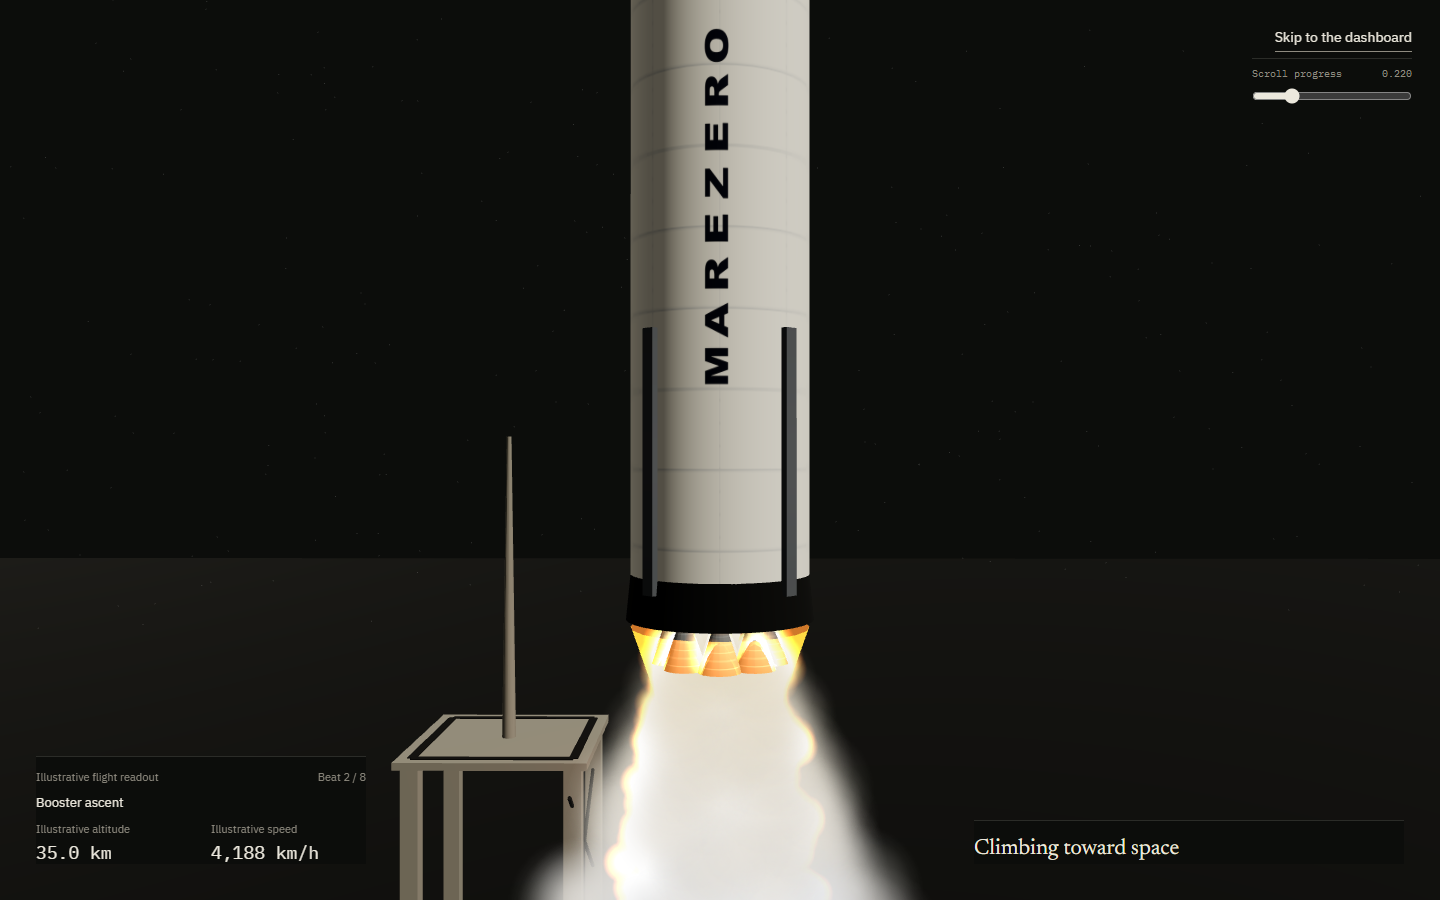 MAREZERO
Skip to the dashboard
Scroll progress 0.220
Illustrative flight readout Beat 2 / 8
Booster ascent
Illustrative altitude Illustrative speed
35.0 km 4,188 km/h
Climbing toward space